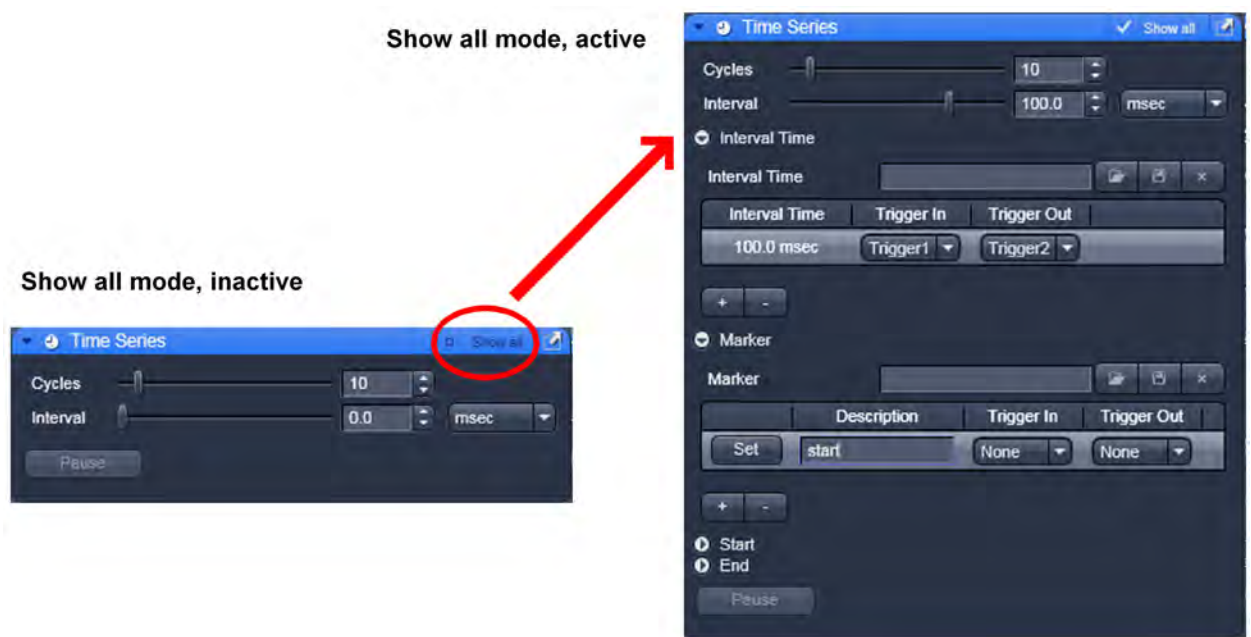 Show all mode, active
Time Series Show all
Cycles 10
Interval 100.0 msec
Interval Time
Interval Time
Interval Time Trigger In Trigger Out
100.0 msec Trigger1 Trigger2
+ -
Marker
Marker
Description Trigger In Trigger Out
Set start None None
+ -
Start
End
Pause
Show all mode, inactive
Time Series Show all
Cycles 10
Interval 0.0 msec
Pause